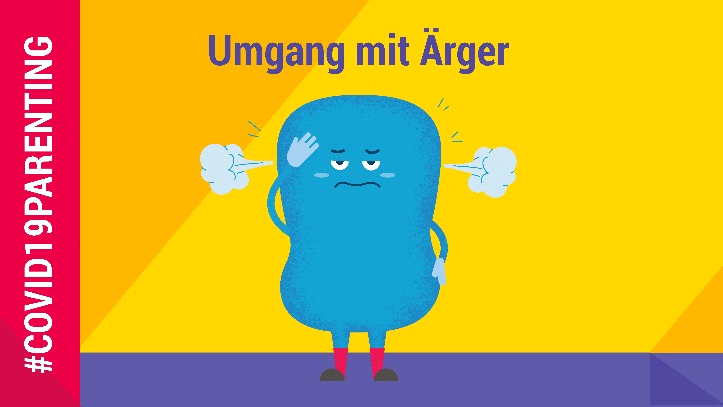 #COVID19PARENTING
Umgang mit Ärger